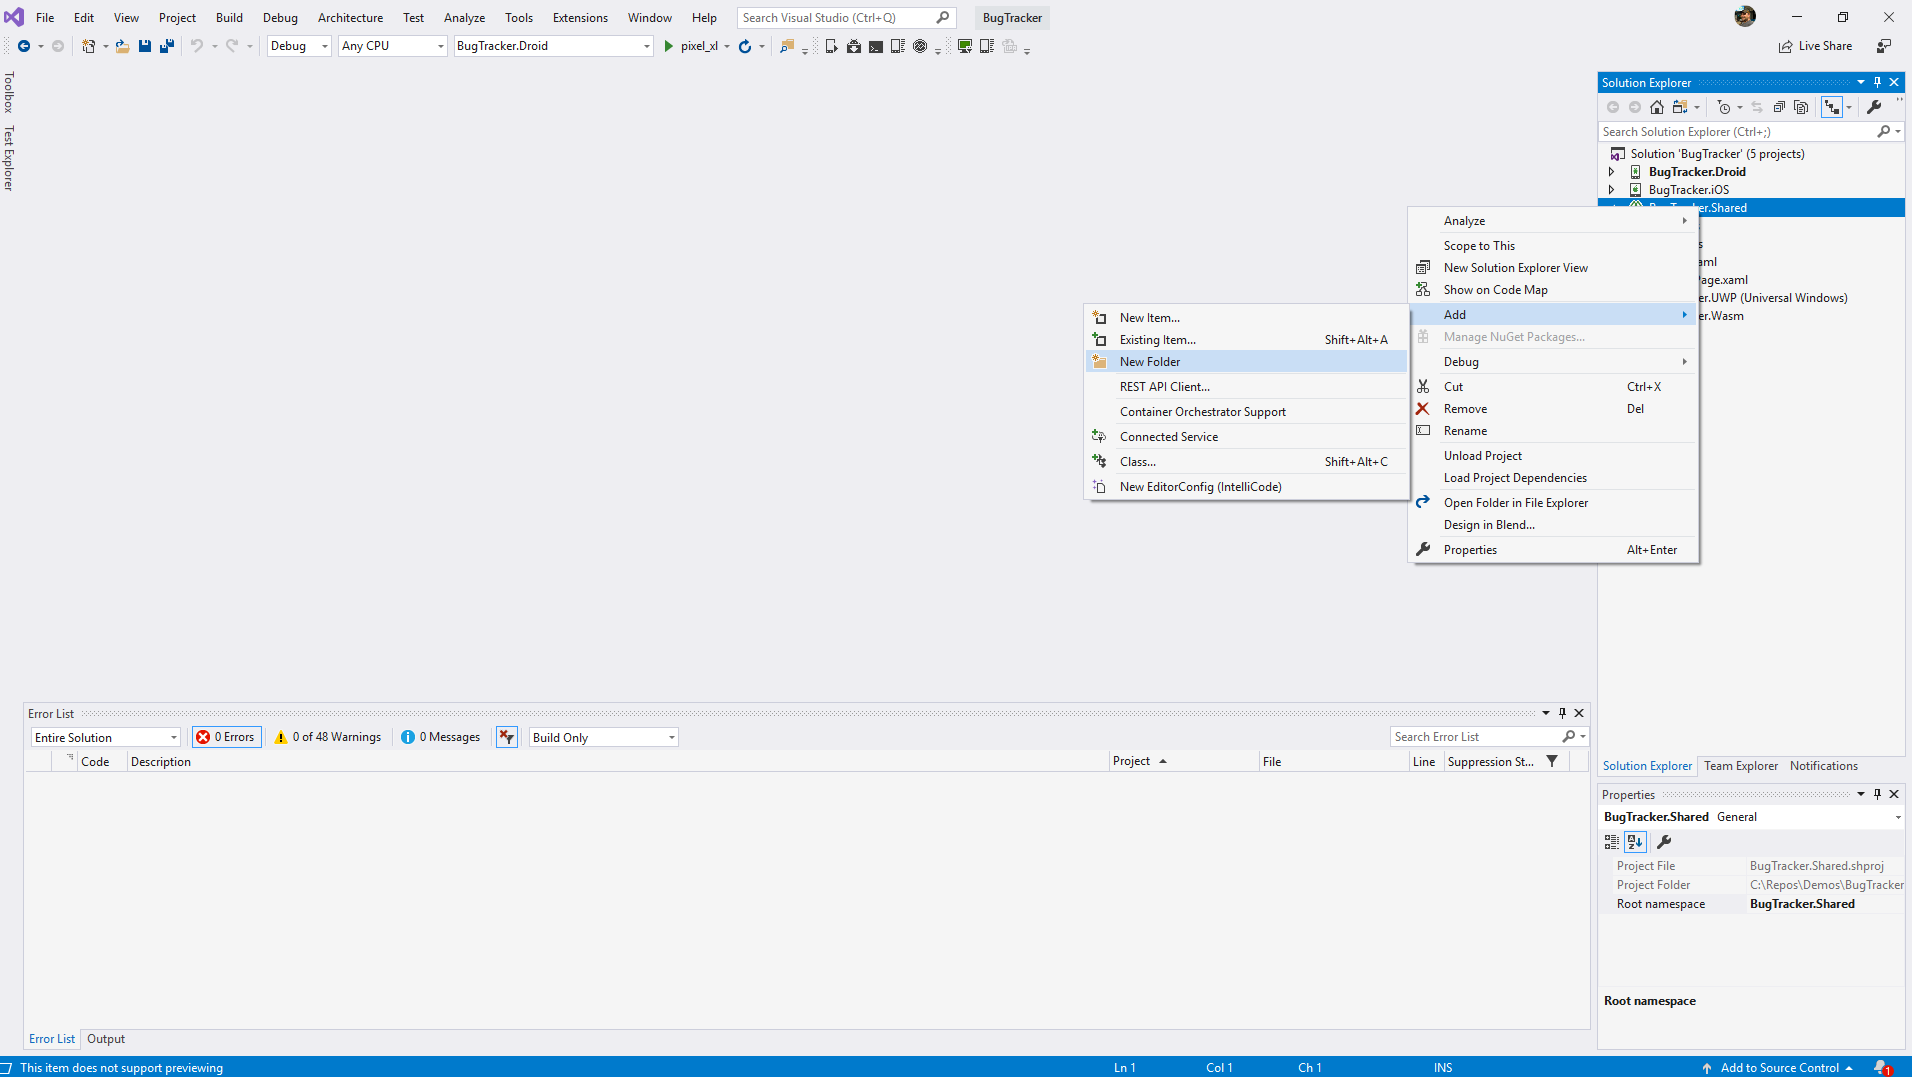 File Edit View Project Build Debug Architecture Test Analyze Tools Extensions Window Help Search Visual Studio (Ctrl+Q) BugTracker
Debug Any CPU BugTracker.Droid pixel_xl Live Share
Toolbox
Test Explorer
Solution Explorer
Search Solution Explorer (Ctrl+;)
Solution 'BugTracker' (5 projects)
BugTracker.Droid
BugTracker.iOS
er.Shared
s
aml
Page.xaml
er.UWP (Universal Windows)
er.Wasm
Analyze
Scope to This
New Solution Explorer View
Show on Code Map
Add
Manage NuGet Packages...
Debug
Cut Ctrl+X
Remove Del
Rename
Unload Project
Load Project Dependencies
Open Folder in File Explorer
Design in Blend...
Properties Alt+Enter
New Item...
Existing Item... Shift+Alt+A
New Folder
REST API Client...
Container Orchestrator Support
Connected Service
Class... Shift+Alt+C
New EditorConfig (IntelliCode)
Error List
Entire Solution 0 Errors 0 of 48 Warnings 0 Messages Build Only Search Error List
Code Description Project File Line Suppression St...
Error List Output
Solution Explorer Team Explorer Notifications
Properties
BugTracker.Shared General
Project File BugTracker.Shared.shproj
Project Folder C:\Repos\Demos\BugTracker
Root namespace BugTracker.Shared
Root namespace
This item does not support previewing Ln 1 Col 1 Ch 1 INS Add to Source Control 1